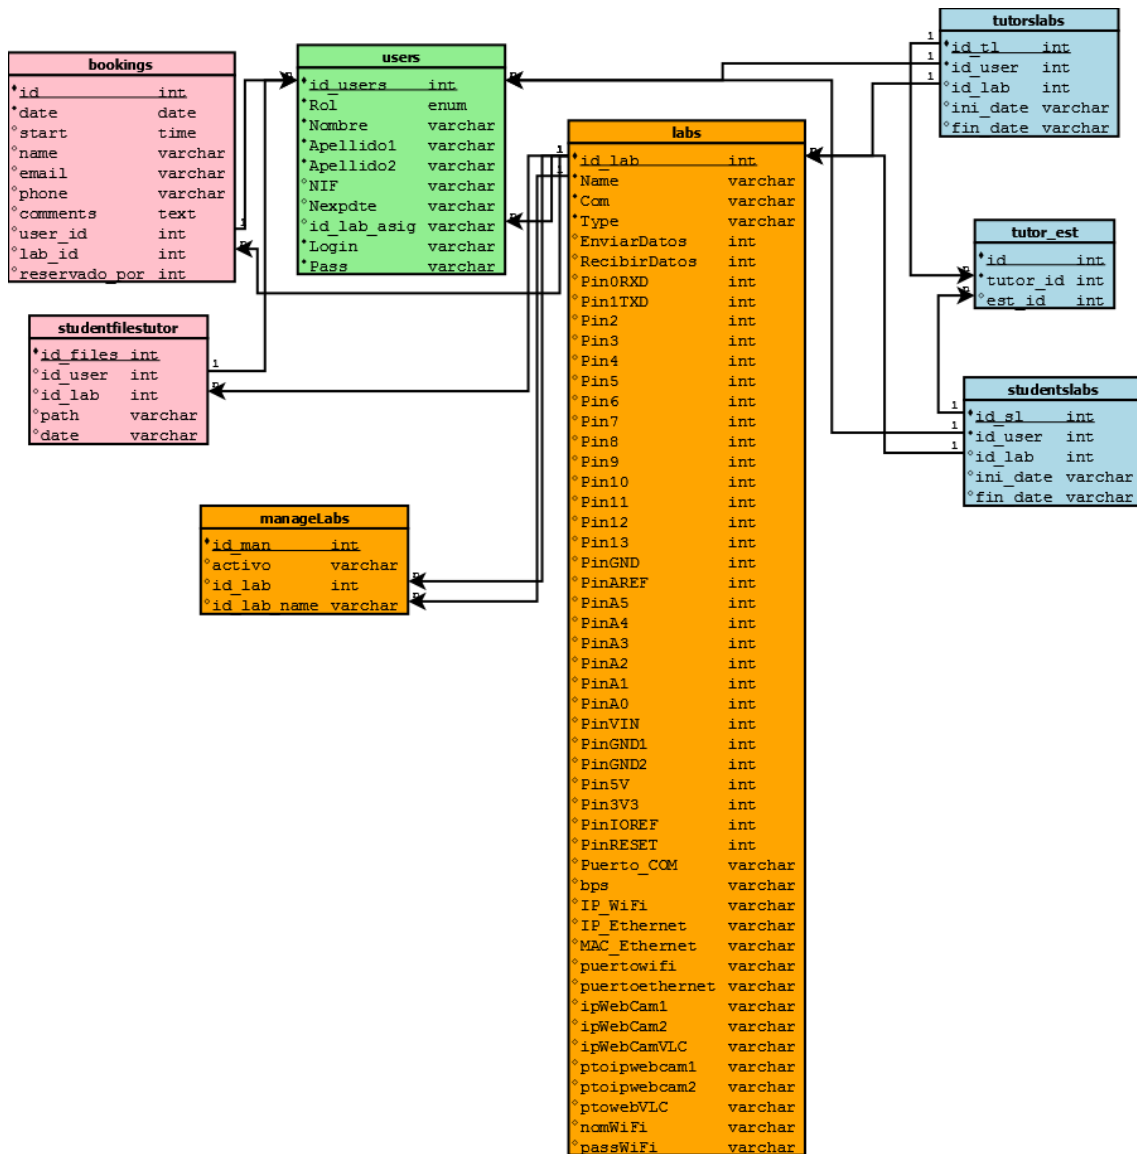 bookings
id int
date date
start time
name varchar
email varchar
phone varchar
comments text
user_id int
lab_id int
reservado_por int
users
id_users int
Rol enum
Nombre varchar
Apellido1 varchar
Apellido2 varchar
NIF varchar
Nexpdte varchar
id_lab_asig varchar
Login varchar
Pass varchar
tutorslabs
id_tl int
id_user int
id_lab int
ini_date varchar
fin_date varchar
studentfilestutor
id_files int
id_user int
id_lab int
path varchar
date varchar
manageLabs
id_man int
activo varchar
id_lab int
id_lab_name varchar
labs
id_lab int
Name varchar
Com varchar
Type varchar
EnviarDatos int
RecibirDatos int
Pin0RXD int
Pin1TXD int
Pin2 int
Pin3 int
Pin4 int
Pin5 int
Pin6 int
Pin7 int
Pin8 int
Pin9 int
Pin10 int
Pin11 int
Pin12 int
Pin13 int
PinGND int
PinAREF int
PinA5 int
PinA4 int
PinA3 int
PinA2 int
PinA1 int
PinA0 int
PinVIN int
PinGND1 int
PinGND2 int
Pin5V int
Pin3V3 int
PinIOREF int
PinRESET int
Puerto_COM varchar
bps varchar
IP_WiFi varchar
IP_Ethernet varchar
MAC_Ethernet varchar
puertowifi varchar
puertoethernet varchar
ipWebCam1 varchar
ipWebCam2 varchar
ipWebCamVLC varchar
ptoipwebcam1 varchar
ptoipwebcam2 varchar
ptowebVLC varchar
nomWiFi varchar
passWiFi varchar
tutor_est
id int
tutor_id int
est_id int
studentslabs
id_sl int
id_user int
id_lab int
ini_date varchar
fin_date varchar
1
1
1
1
1
1
1
1
1
1